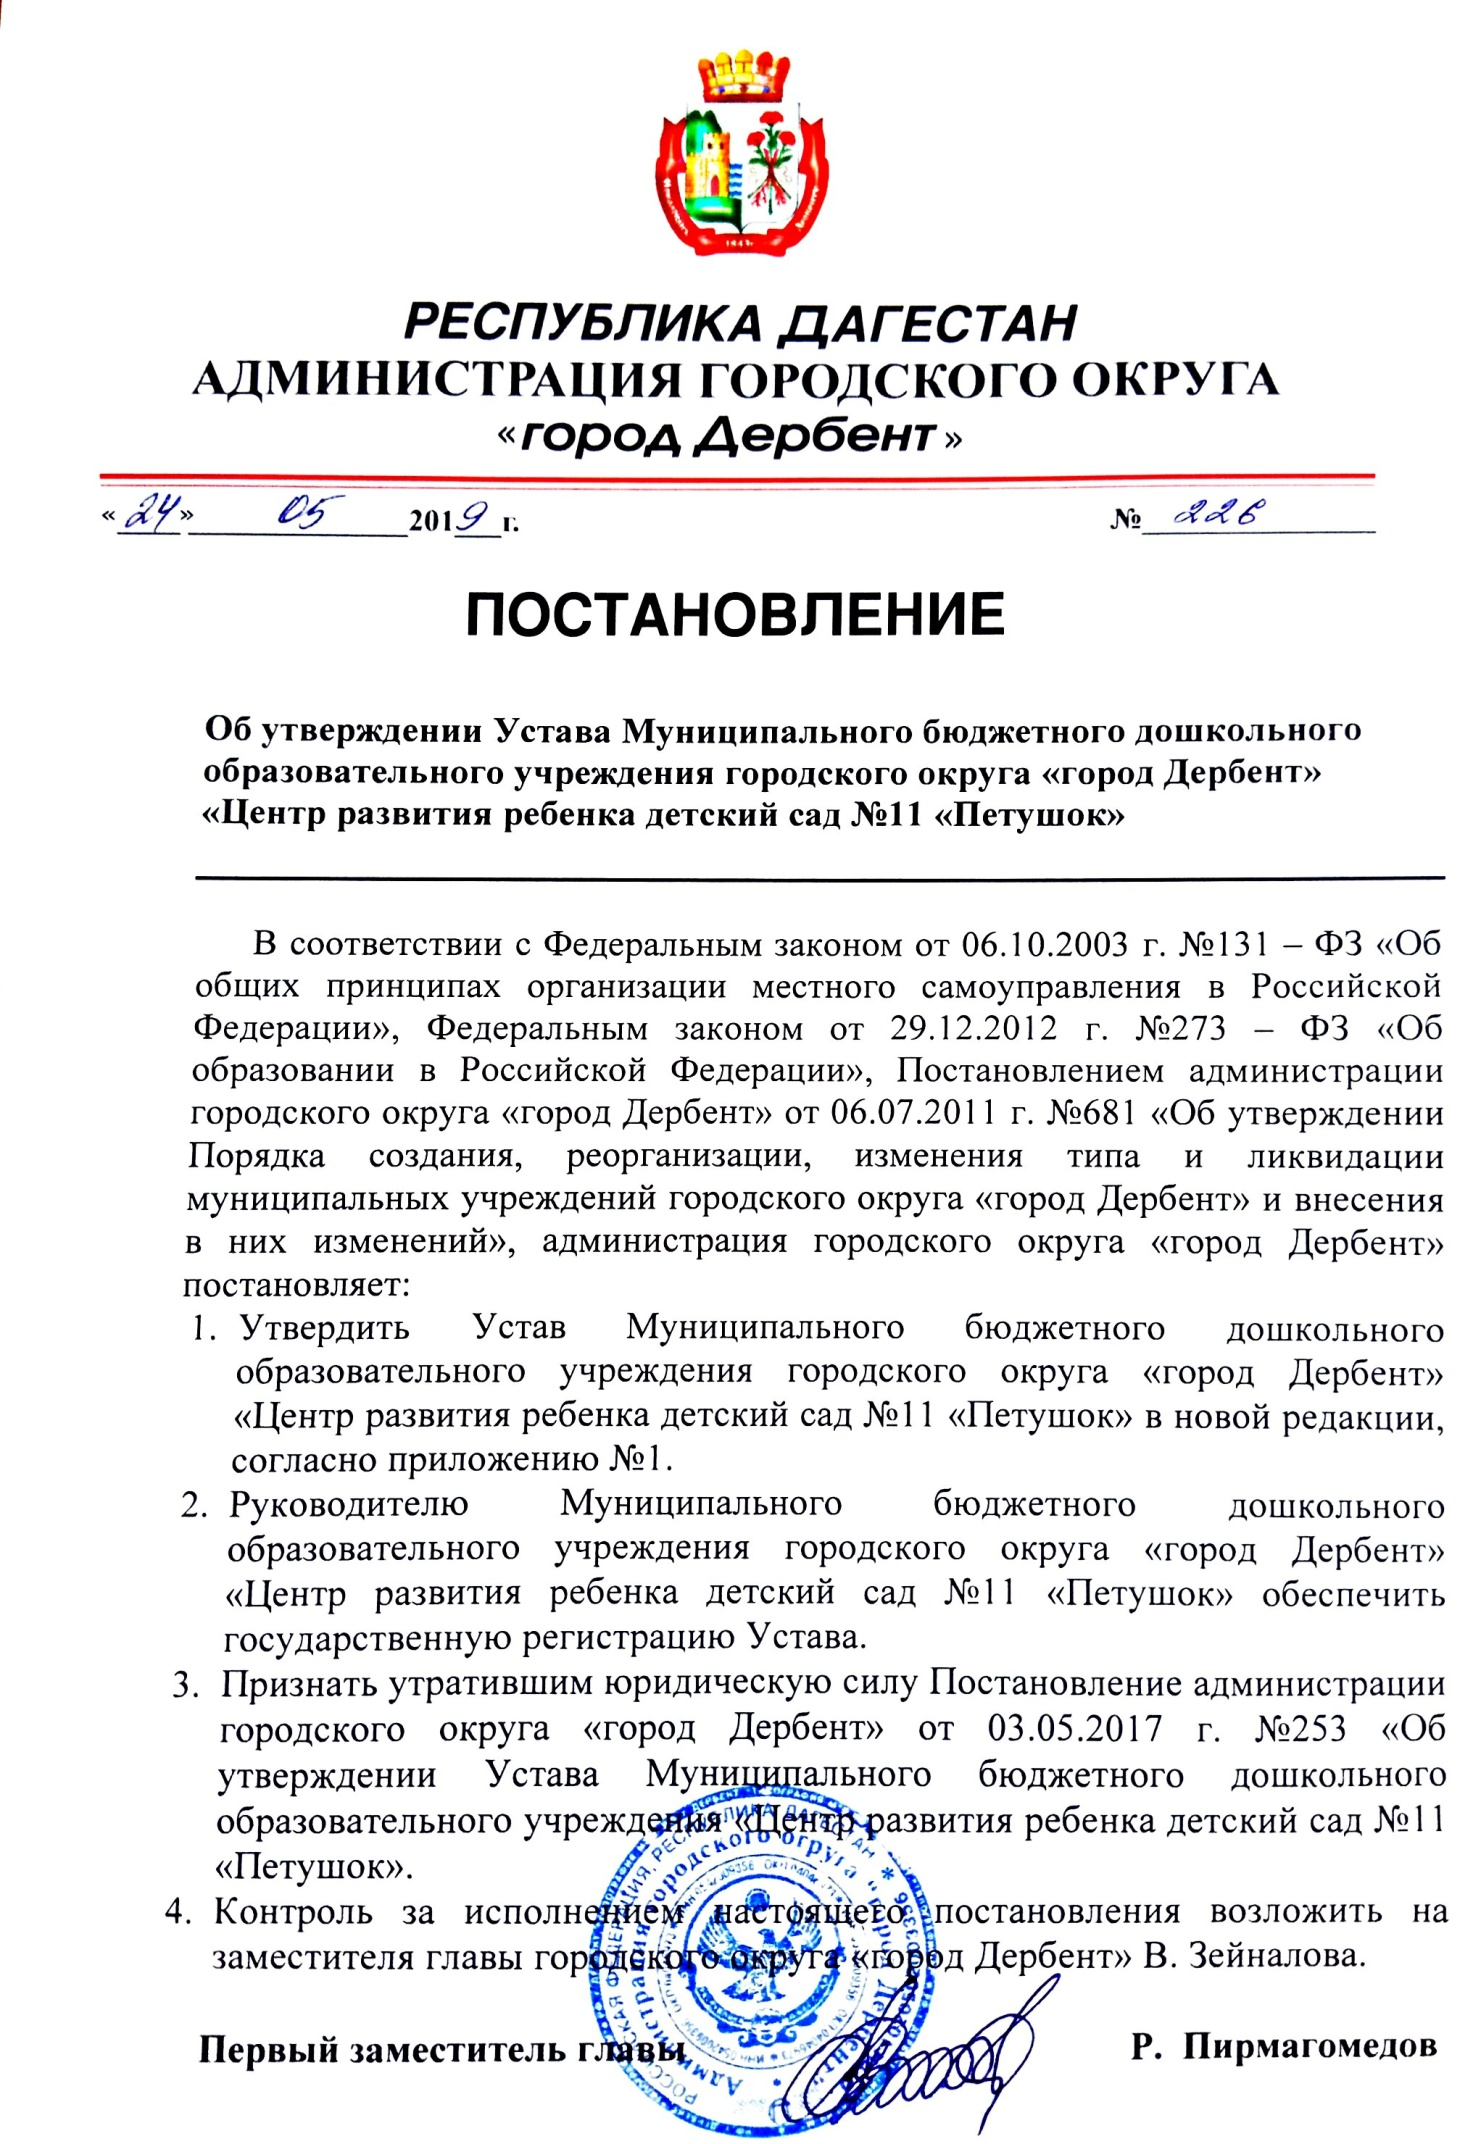 РЕСПУБЛИКА ДАГЕСТАН
АДМИНИСТРАЦИЯ ГОРОДСКОГО ОКРУГА
«город Дербент»
«24» 05 2019 г. № 226
ПОСТАНОВЛЕНИЕ
Об утверждении Устава Муниципального бюджетного дошкольного
образовательного учреждения городского округа «город Дербент»
«Центр развития ребенка детский сад №11 «Петушок»
В соответствии с Федеральным законом от 06.10.2003 г. №131 – ФЗ «Об
общих принципах организации местного самоуправления в Российской
Федерации», Федеральным законом от 29.12.2012 г. №273 – ФЗ «Об
образовании в Российской Федерации», Постановлением администрации
городского округа «город Дербент» от 06.07.2011 г. №681 «Об утверждении
Порядка создания, реорганизации, изменения типа и ликвидации
муниципальных учреждений городского округа «город Дербент» и внесения
в них изменений», администрация городского округа «город Дербент»
постановляет:
1. Утвердить Устав Муниципального бюджетного дошкольного
образовательного учреждения городского округа «город Дербент»
«Центр развития ребенка детский сад №11 «Петушок» в новой редакции,
согласно приложению №1.
2. Руководителю Муниципального бюджетного дошкольного
образовательного учреждения городского округа «город Дербент»
«Центр развития ребенка детский сад №11 «Петушок» обеспечить
государственную регистрацию Устава.
3. Признать утратившим юридическую силу Постановление администрации
городского округа «город Дербент» от 03.05.2017 г. №253 «Об
утверждении Устава Муниципального бюджетного дошкольного
образовательного учреждения «Центр развития ребенка детский сад №11
«Петушок».
4. Контроль за исполнением настоящего постановления возложить на
заместителя главы городского округа «город Дербент» В. Зейналова.
Первый заместитель главы Р. Пирмагомедов
РОССИЙСКАЯ ФЕДЕРАЦИЯ, РЕСПУБЛИКА ДАГЕСТАН
Администрация городского округа "город Дербент"